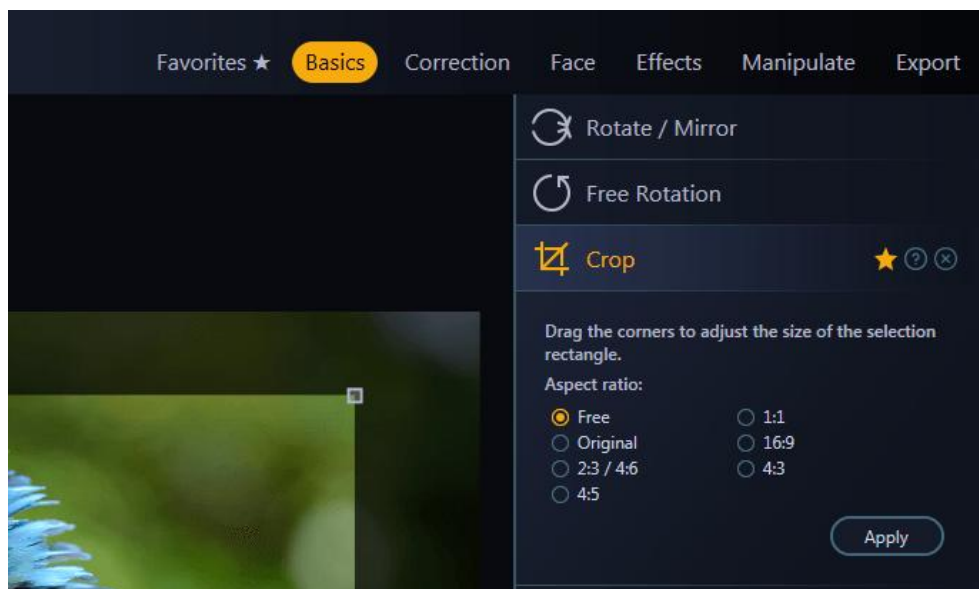 Favorites ★ Basics Correction Face Effects Manipulate Export
Rotate / Mirror
Free Rotation
Crop
Drag the corners to adjust the size of the selection
rectangle.
Aspect ratio:
Free 1:1
Original 16:9
2:3 / 4:6 4:3
4:5
Apply